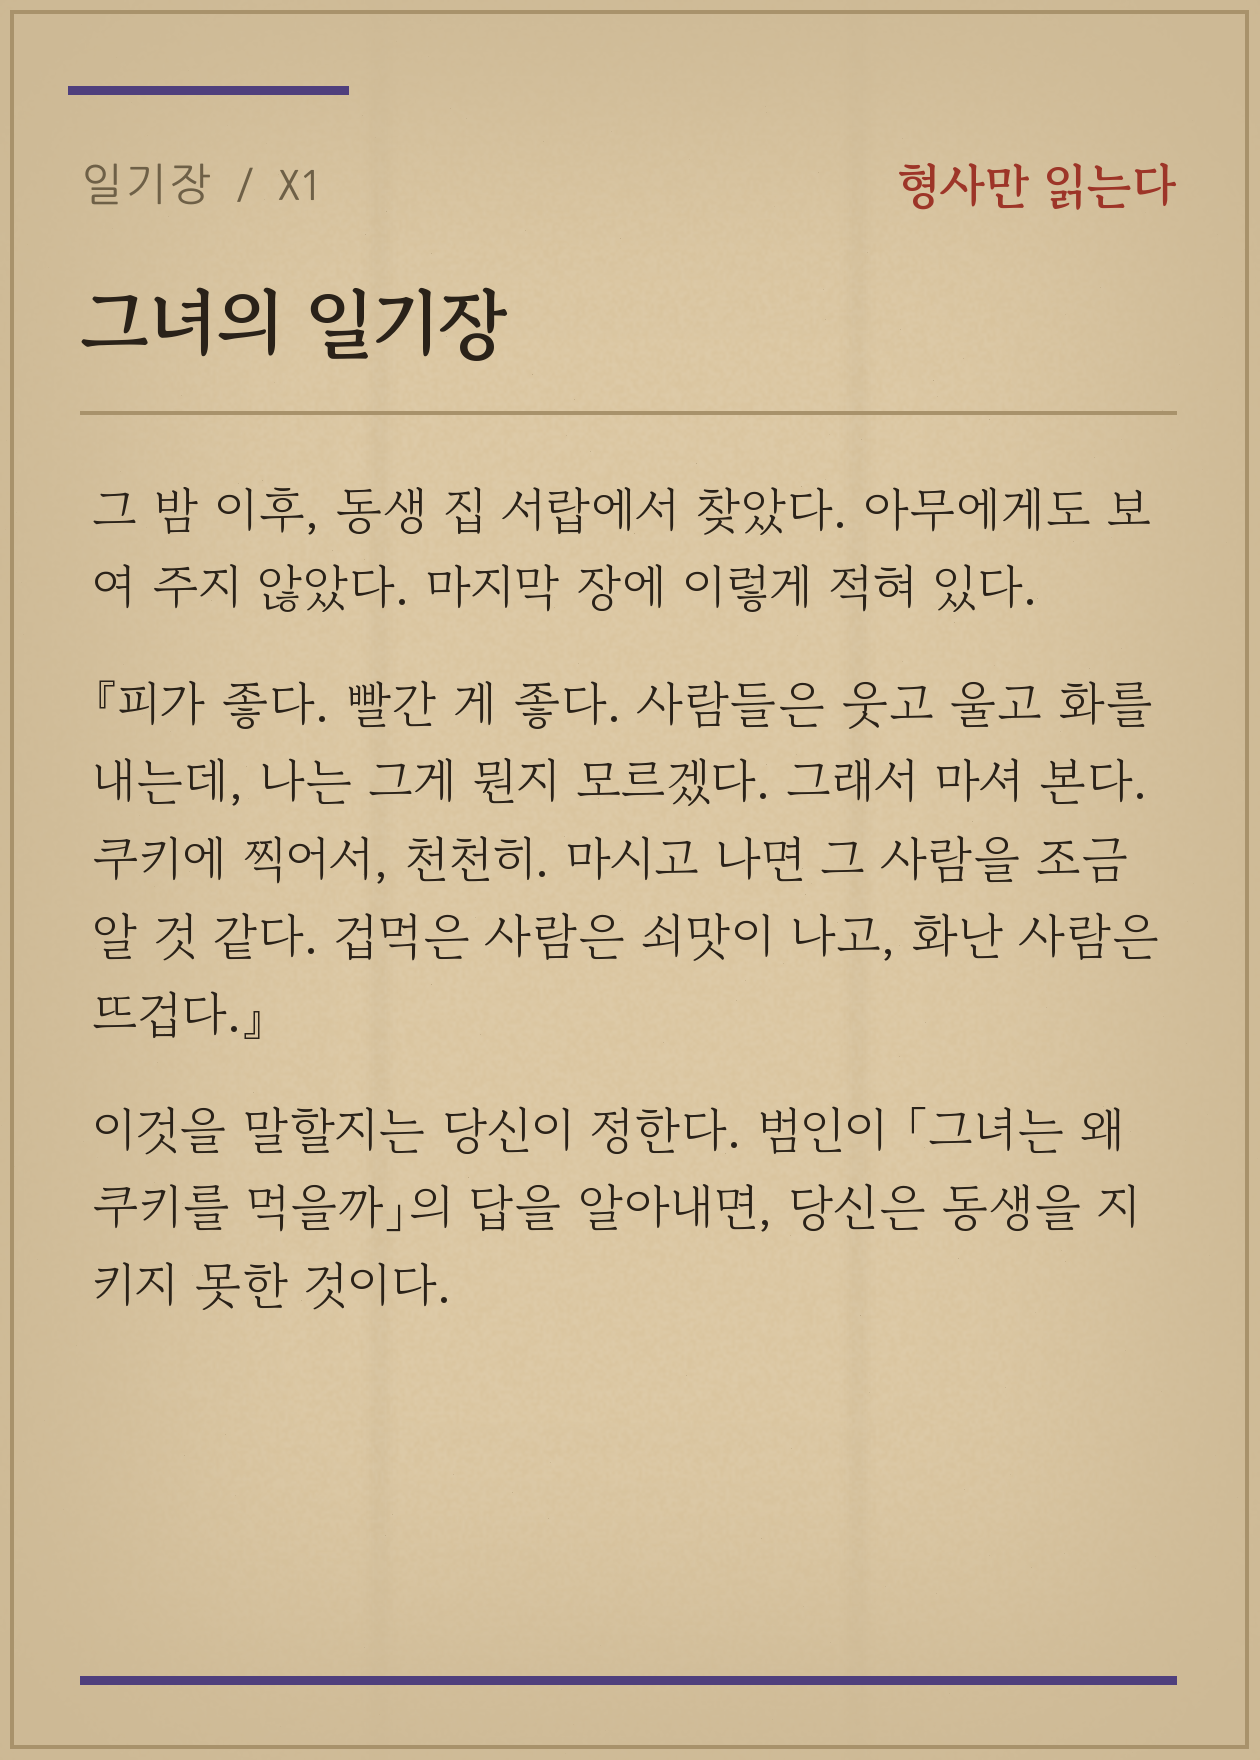 일기장 / X1
형사만 읽는다
그녀의 일기장
그 밤 이후, 동생 집 서랍에서 찾았다. 아무에게도 보
여 주지 않았다. 마지막 장에 이렇게 적혀 있다.
『피가 좋다. 빨간 게 좋다. 사람들은 웃고 울고 화를
내는데, 나는 그게 뭔지 모르겠다. 그래서 마셔 본다.
쿠키에 찍어서, 천천히. 마시고 나면 그 사람을 조금
알 것 같다. 겁먹은 사람은 쇠맛이 나고, 화난 사람은
뜨겁다.』
이것을 말할지는 당신이 정한다. 범인이 「그녀는 왜
쿠키를 먹을까」의 답을 알아내면, 당신은 동생을 지
키지 못한 것이다.